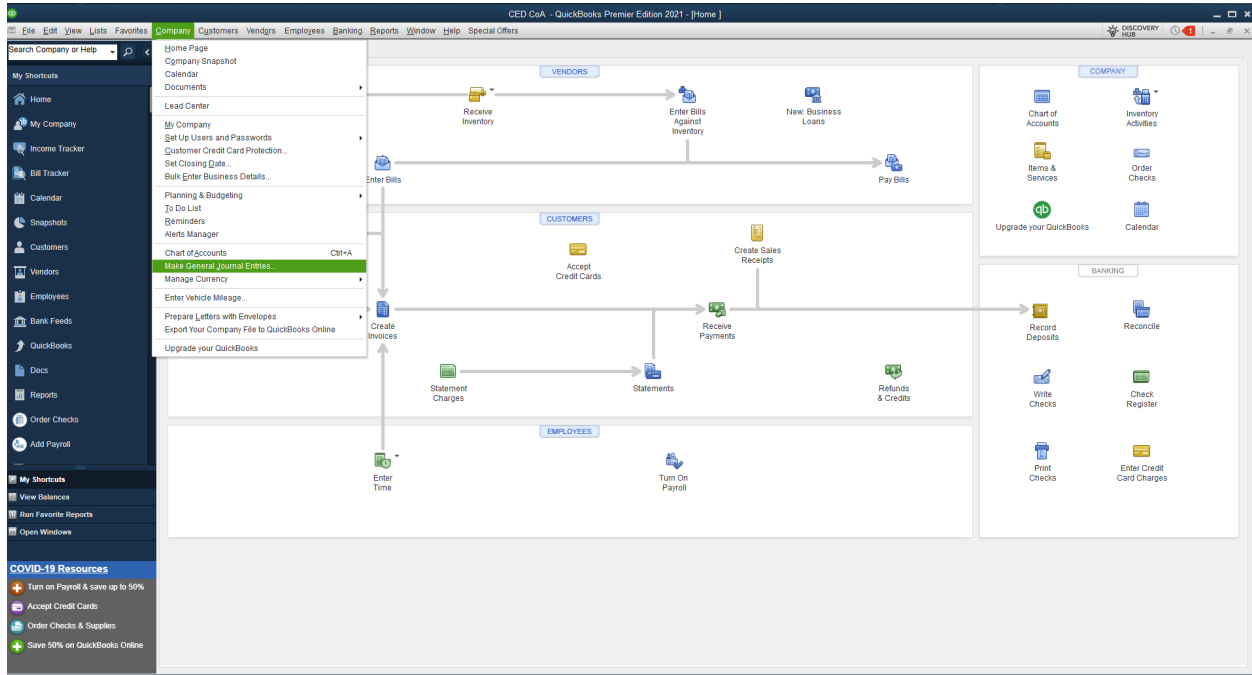 CED CoA - QuickBooks Premier Edition 2021 - [Home ]
File Edit View Lists Favorites Company Customers Vendors Employees Banking Reports Window Help Special Offers
DISCOVERY
HUB
Search Company or Help
My Shortcuts
Home
My Company
Income Tracker
Bill Tracker
Calendar
Snapshots
Customers
Vendors
Employees
Bank Feeds
QuickBooks
Docs
Reports
Order Checks
Add Payroll
My Shortcuts
View Balances
Run Favorite Reports
Open Windows
COVID-19 Resources
Turn on Payroll & save up to 50%
Accept Credit Cards
Order Checks & Supplies
Save 50% on QuickBooks Online
Home Page
Company Snapshot
Calendar
Documents
Lead Center
My Company
Set Up Users and Passwords
Customer Credit Card Protection...
Set Closing Date...
Bulk Enter Business Details...
Planning & Budgeting
To Do List
Reminders
Alerts Manager
Chart of Accounts Ctrl+A
Make General Journal Entries...
Manage Currency
Enter Vehicle Mileage...
Prepare Letters with Envelopes
Export Your Company File to QuickBooks Online
Upgrade your QuickBooks
VENDORS
Receive
Inventory
Enter Bills
Against
Inventory
New: Business
Loans
Enter Bills
Pay Bills
CUSTOMERS
Accept
Credit Cards
Create Sales
Receipts
Create
Invoices
Receive
Payments
Statement
Charges
Statements
Refunds
& Credits
EMPLOYEES
Enter
Time
Turn On
Payroll
COMPANY
Chart of
Accounts
Inventory
Activities
Items &
Services
Order
Checks
qb
Upgrade your QuickBooks
Calendar
BANKING
Record
Deposits
Reconcile
Write
Checks
Check
Register
Print
Checks
Enter Credit
Card Charges